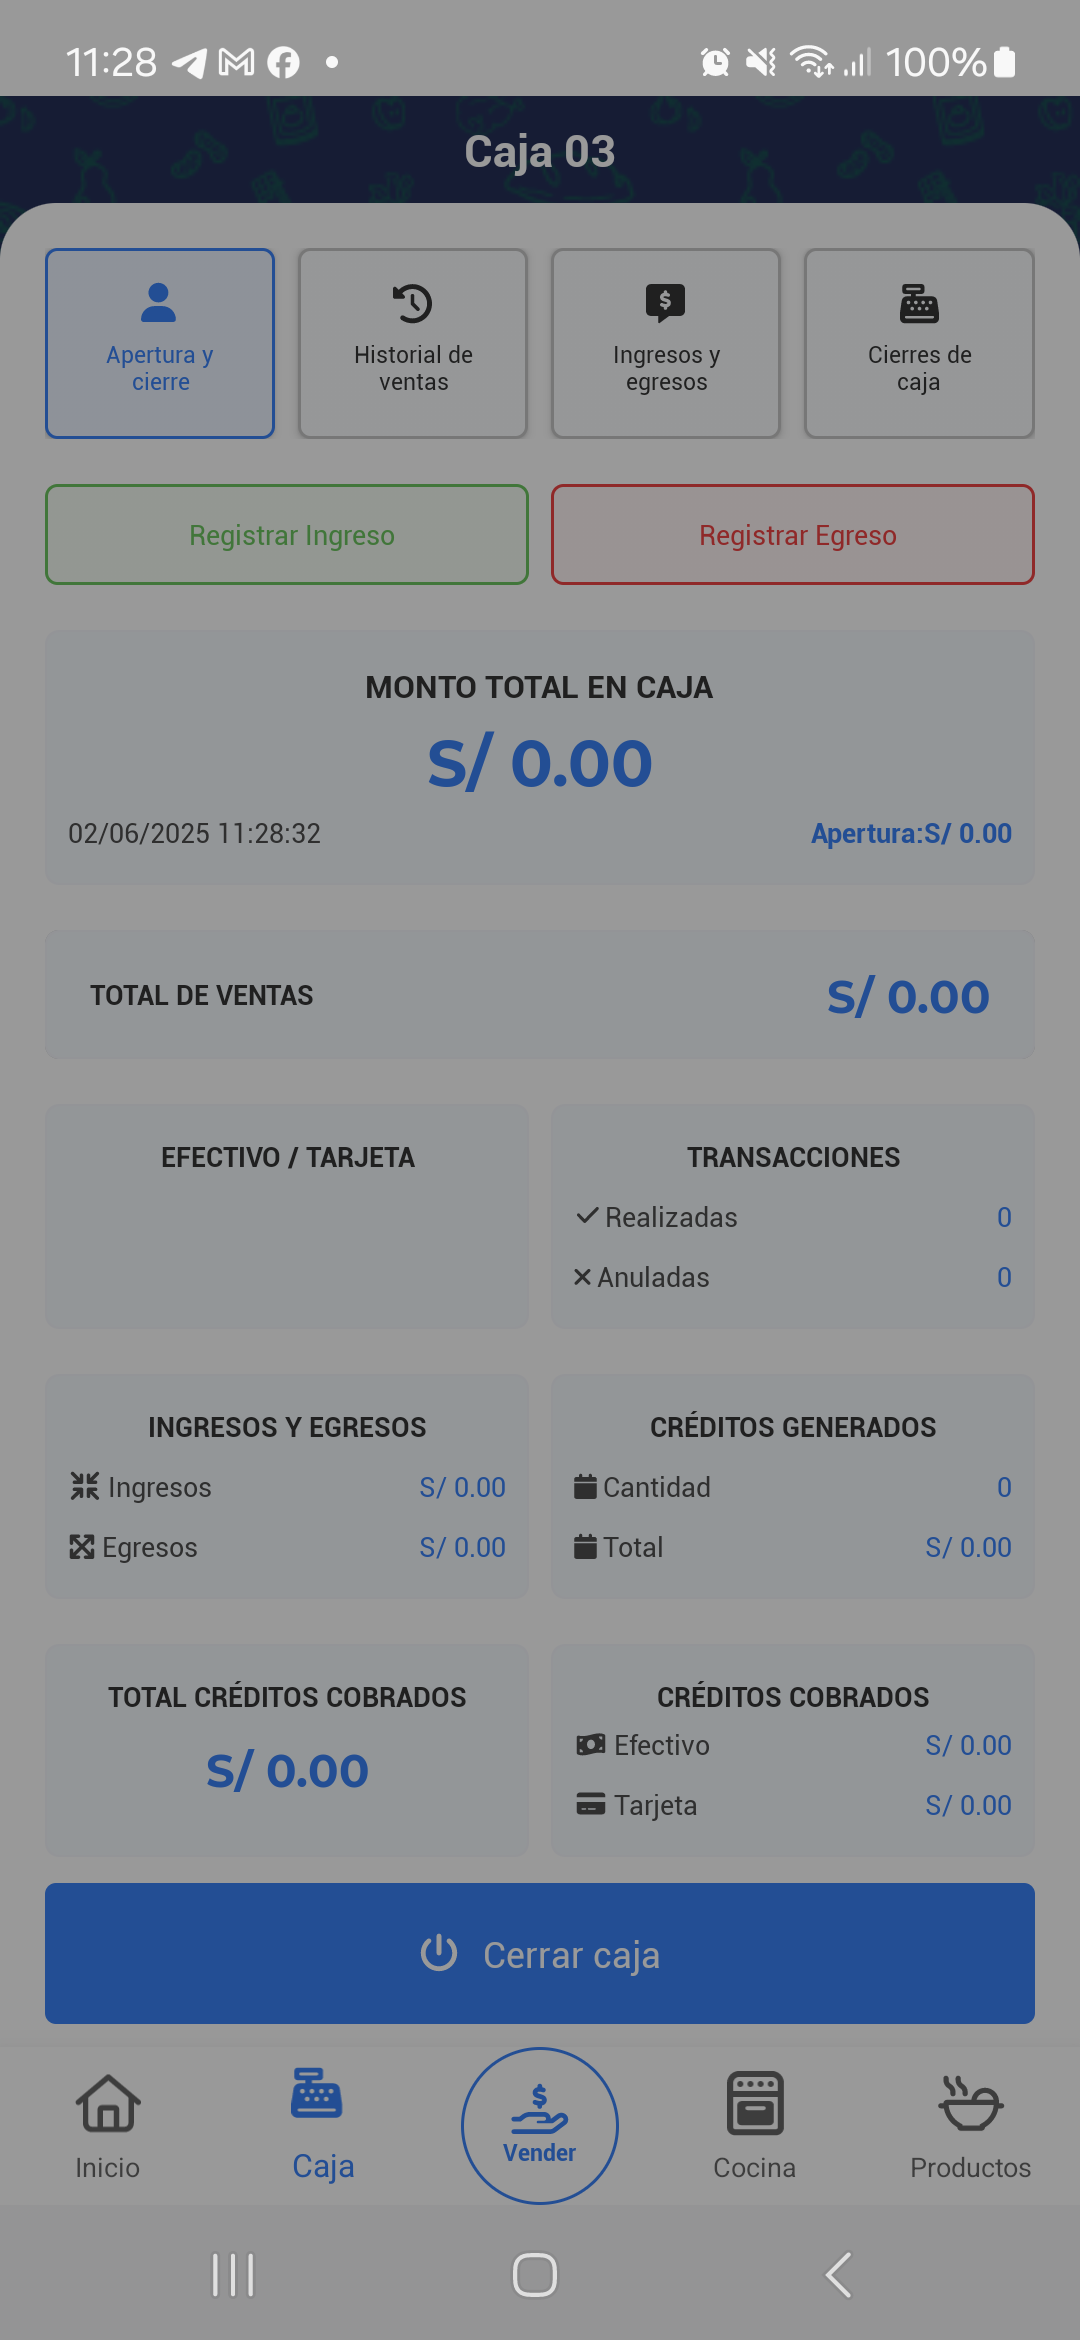 11:28
100%
Caja 03
Apertura y
cierre
Historial de
ventas
Ingresos y
egresos
Cierres de
caja
Registrar Ingreso
Registrar Egreso
MONTO TOTAL EN CAJA
S/ 0.00
02/06/2025 11:28:32
Apertura:S/ 0.00
TOTAL DE VENTAS
S/ 0.00
EFECTIVO / TARJETA
TRANSACCIONES
Realizadas 0
Anuladas 0
INGRESOS Y EGRESOS
Ingresos S/ 0.00
Egresos S/ 0.00
CRÉDITOS GENERADOS
Cantidad 0
Total S/ 0.00
TOTAL CRÉDITOS COBRADOS
S/ 0.00
CRÉDITOS COBRADOS
Efectivo S/ 0.00
Tarjeta S/ 0.00
Cerrar caja
Inicio
Caja
Vender
Cocina
Productos